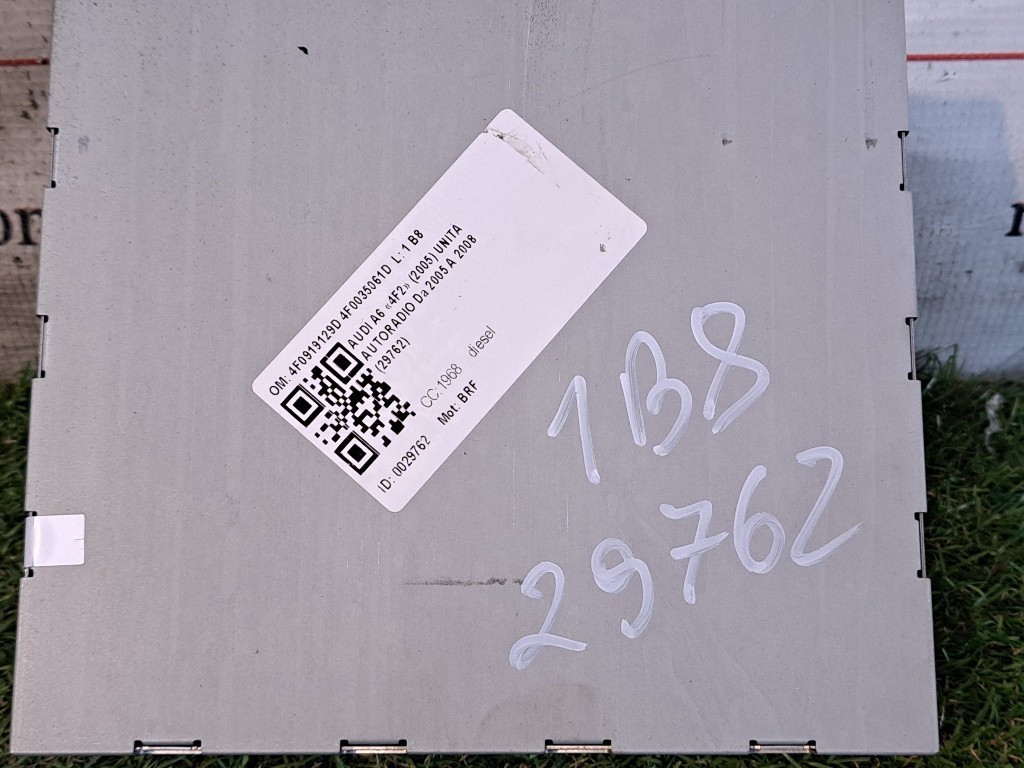 OM. 4F0919129D 4F0035061D L: 1 B8
AUDI A6 «4F2» (2005) UNITÀ
AUTORADIO Da 2005 A 2008
(29762)
CC:1968 diesel
ID: 0029762 Mot: BRF
1B8
29762